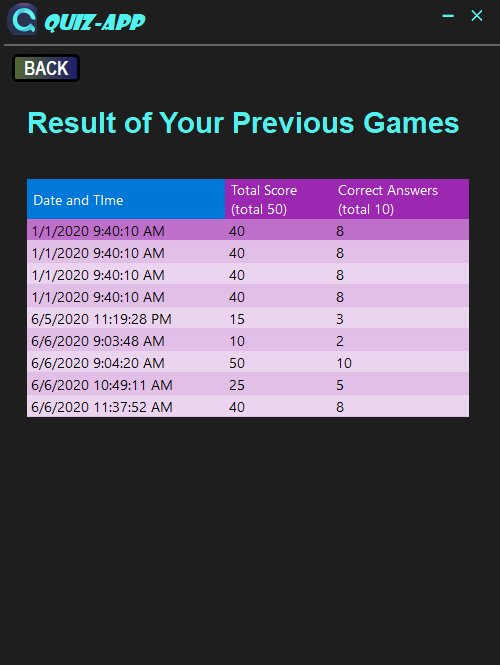 QUIZ-APP
BACK
Result of Your Previous Games
Date and TIme Total Score (total 50) Correct Answers (total 10)
1/1/2020 9:40:10 AM 40 8
1/1/2020 9:40:10 AM 40 8
1/1/2020 9:40:10 AM 40 8
1/1/2020 9:40:10 AM 40 8
6/5/2020 11:19:28 PM 15 3
6/6/2020 9:03:48 AM 10 2
6/6/2020 9:04:20 AM 50 10
6/6/2020 10:49:11 AM 25 5
6/6/2020 11:37:52 AM 40 8